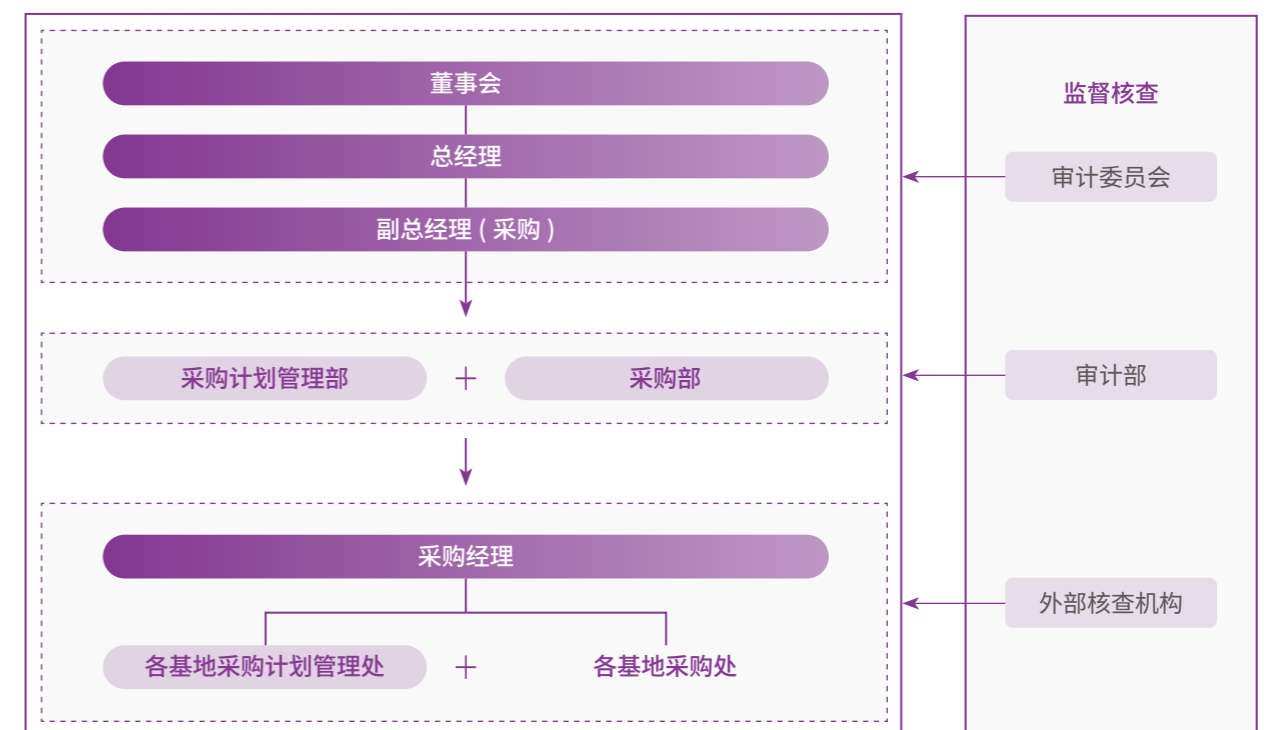 董事会
总经理
副总经理 ( 采购 )
采购计划管理部 + 采购部
采购经理
各基地采购计划管理处 + 各基地采购处
监督核查
审计委员会
审计部
外部核查机构